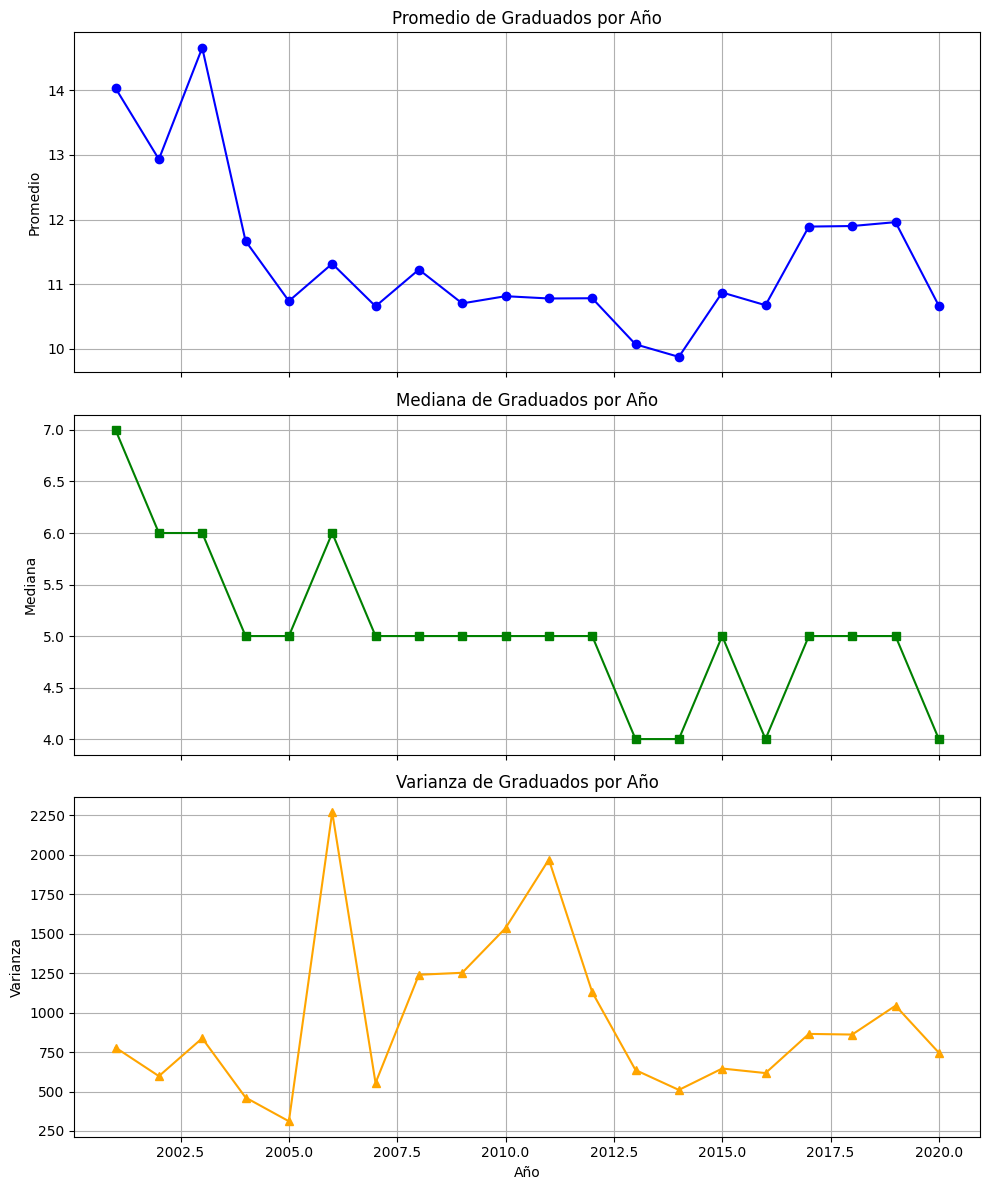 Promedio de Graduados por Año
14
13
12
11
10
Promedio
Mediana de Graduados por Año
7.0
6.5
6.0
5.5
5.0
4.5
4.0
Mediana
Varianza de Graduados por Año
2250
2000
1750
1500
1250
1000
750
500
250
Varianza
2002.5 2005.0 2007.5 2010.0 2012.5 2015.0 2017.5 2020.0
Año